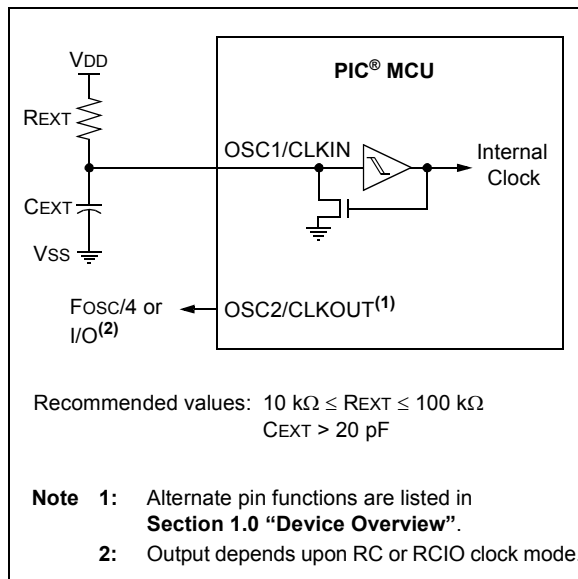 VDD
PIC® MCU
REXT
OSC1/CLKIN
Internal
Clock
CEXT
VSS
FOSC/4 or
I/O(2)
OSC2/CLKOUT(1)
Recommended values: 10 kΩ ≤ REXT ≤ 100 kΩ
CEXT > 20 pF
Note 1: Alternate pin functions are listed in
Section 1.0 “Device Overview”.
2: Output depends upon RC or RCIO clock mode.